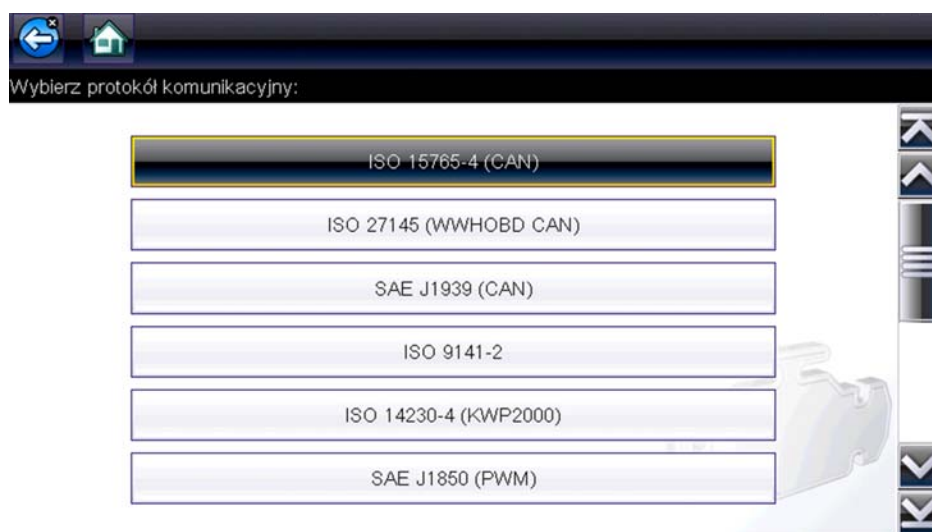 Wybierz protokół komunikacyjny:
ISO 15765-4 (CAN)
ISO 27145 (WWHOBD CAN)
SAE J1939 (CAN)
ISO 9141-2
ISO 14230-4 (KWP2000)
SAE J1850 (PWM)